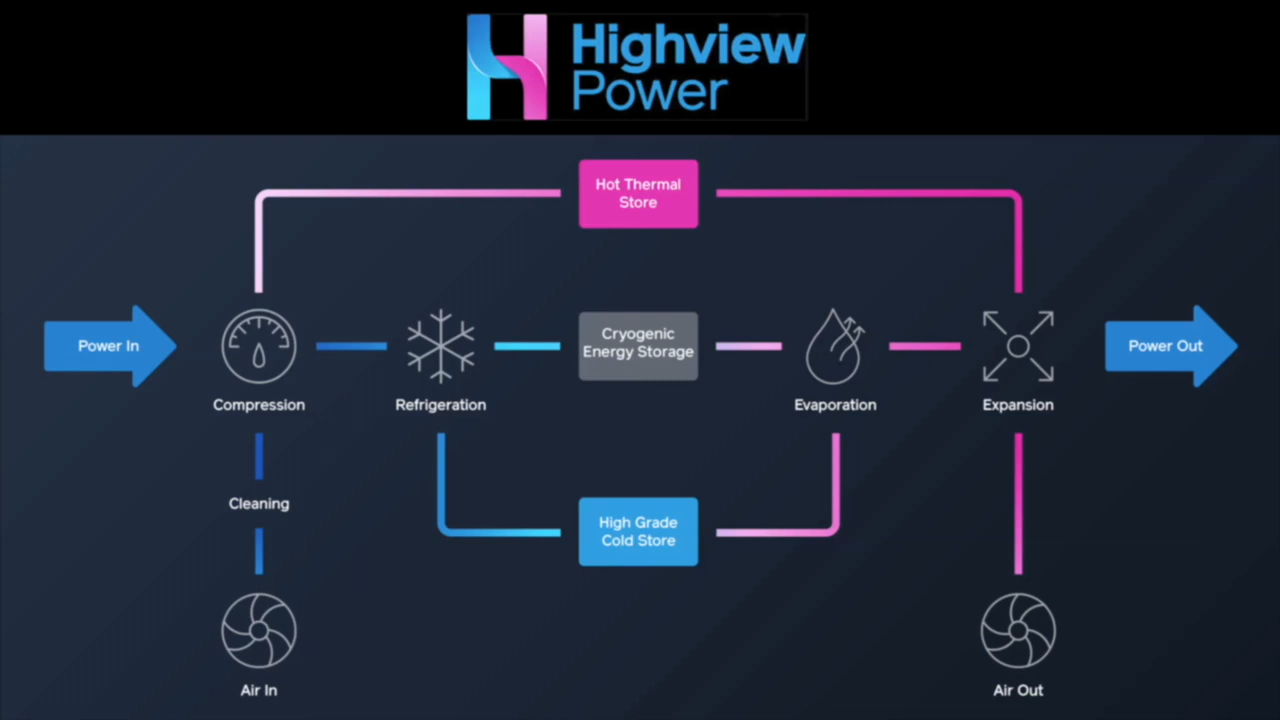 Highview
Power
Hot Thermal
Store
Power In
Cryogenic
Energy Storage
Power Out
Compression
Refrigeration
Evaporation
Expansion
Cleaning
High Grade
Cold Store
Air In
Air Out